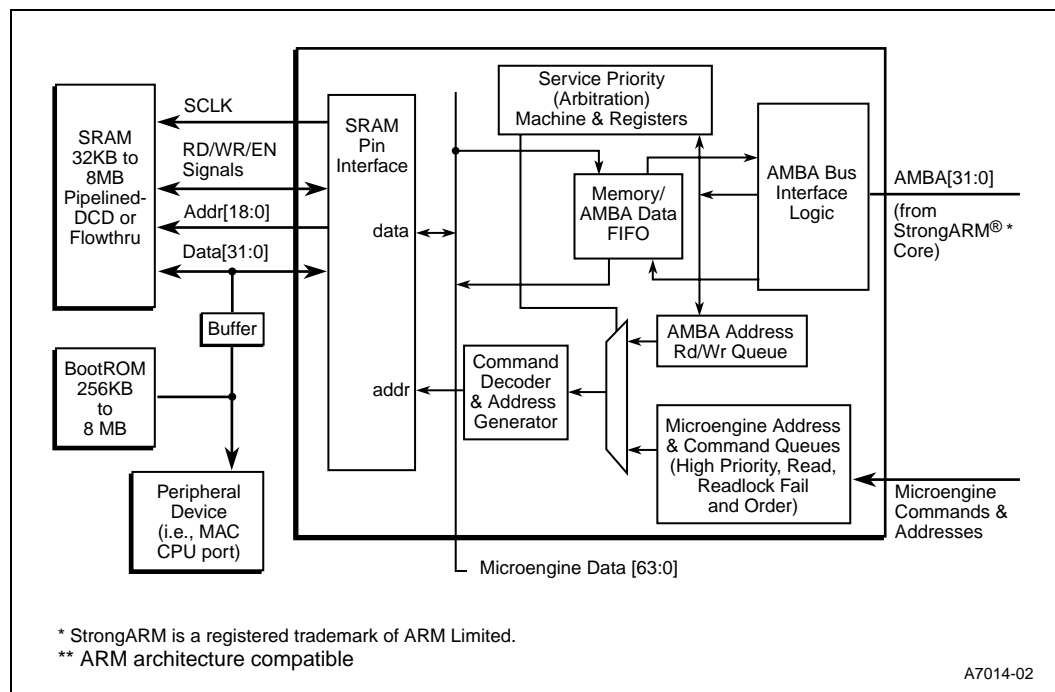 SRAM
32KB to
8MB
Pipelined-
DCD or
Flowthru
SCLK
RD/WR/EN
Signals
Addr[18:0]
Data[31:0]
Buffer
BootROM
256KB
to
8 MB
Peripheral
Device
(i.e., MAC
CPU port)
SRAM
Pin
Interface
data
addr
Service Priority
(Arbitration)
Machine & Registers
Memory/
AMBA Data
FIFO
AMBA Bus
Interface
Logic
AMBA[31:0]
(from
StrongARM® *
Core)
AMBA Address
Rd/Wr Queue
Command
Decoder
& Address
Generator
Microengine Address
& Command Queues
(High Priority, Read,
Readlock Fail
and Order)
Microengine
Commands &
Addresses
Microengine Data [63:0]
* StrongARM is a registered trademark of ARM Limited.
** ARM architecture compatible
A7014-02